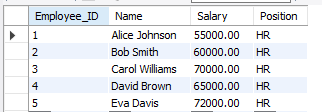 Employee_ID Name Salary Position
1 Alice Johnson 55000.00 HR
2 Bob Smith 60000.00 HR
3 Carol Williams 70000.00 HR
4 David Brown 65000.00 HR
5 Eva Davis 72000.00 HR